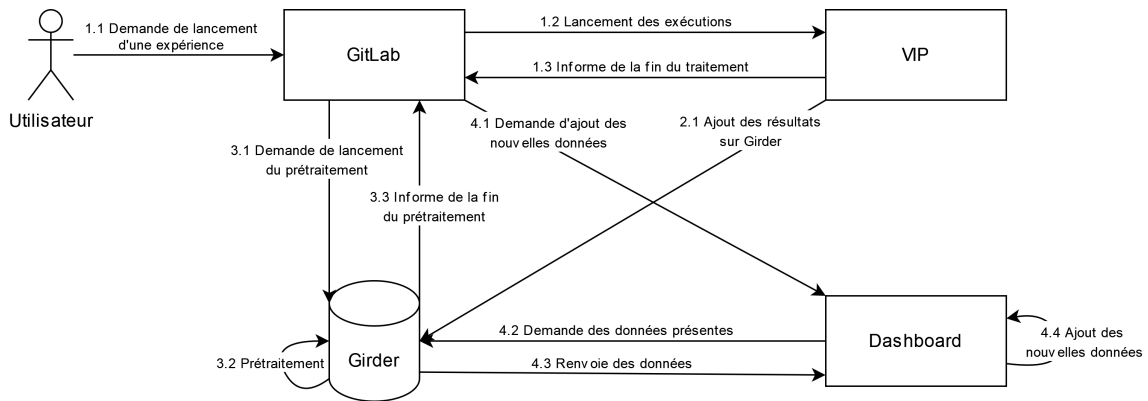 1.1 Demande de lancement
d'une expérience
Utilisateur
GitLab
1.2 Lancement des exécutions
1.3 Informe de la fin du traitement
VIP
4.1 Demande d'ajout des
nouvelles données
2.1 Ajout des résultats
sur Girder
3.1 Demande de lancement
du prétraitement
3.3 Informe de la fin
du prétraitement
3.2 Prétraitement
Girder
4.2 Demande des données présentes
4.3 Renvoie des données
Dashboard
4.4 Ajout des
nouvelles données